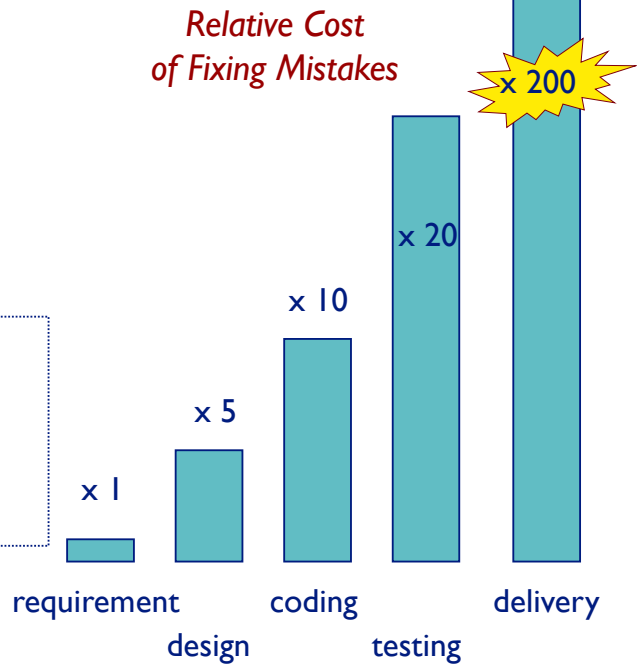 Relative Cost
of Fixing Mistakes
x 200
x 20
x 10
x 5
x 1
requirement
coding
delivery
design
testing